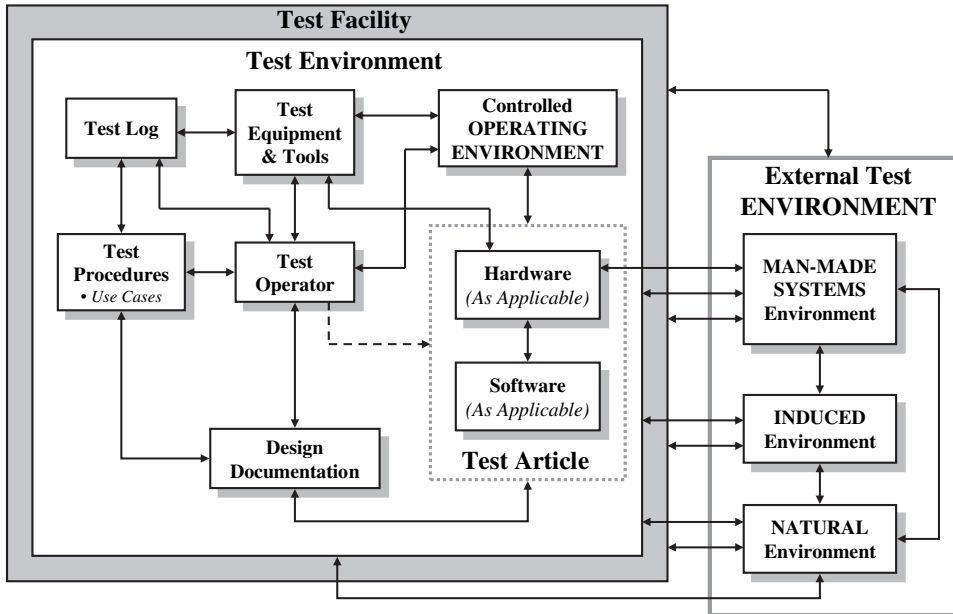 Test Facility
Test Environment
Test Log
Test
Equipment
& Tools
Controlled
OPERATING
ENVIRONMENT
External Test
ENVIRONMENT
Test
Procedures
• Use Cases
Test
Operator
Hardware
(As Applicable)
MAN-MADE
SYSTEMS
Environment
Software
(As Applicable)
Test Article
INDUCED
Environment
Design
Documentation
NATURAL
Environment